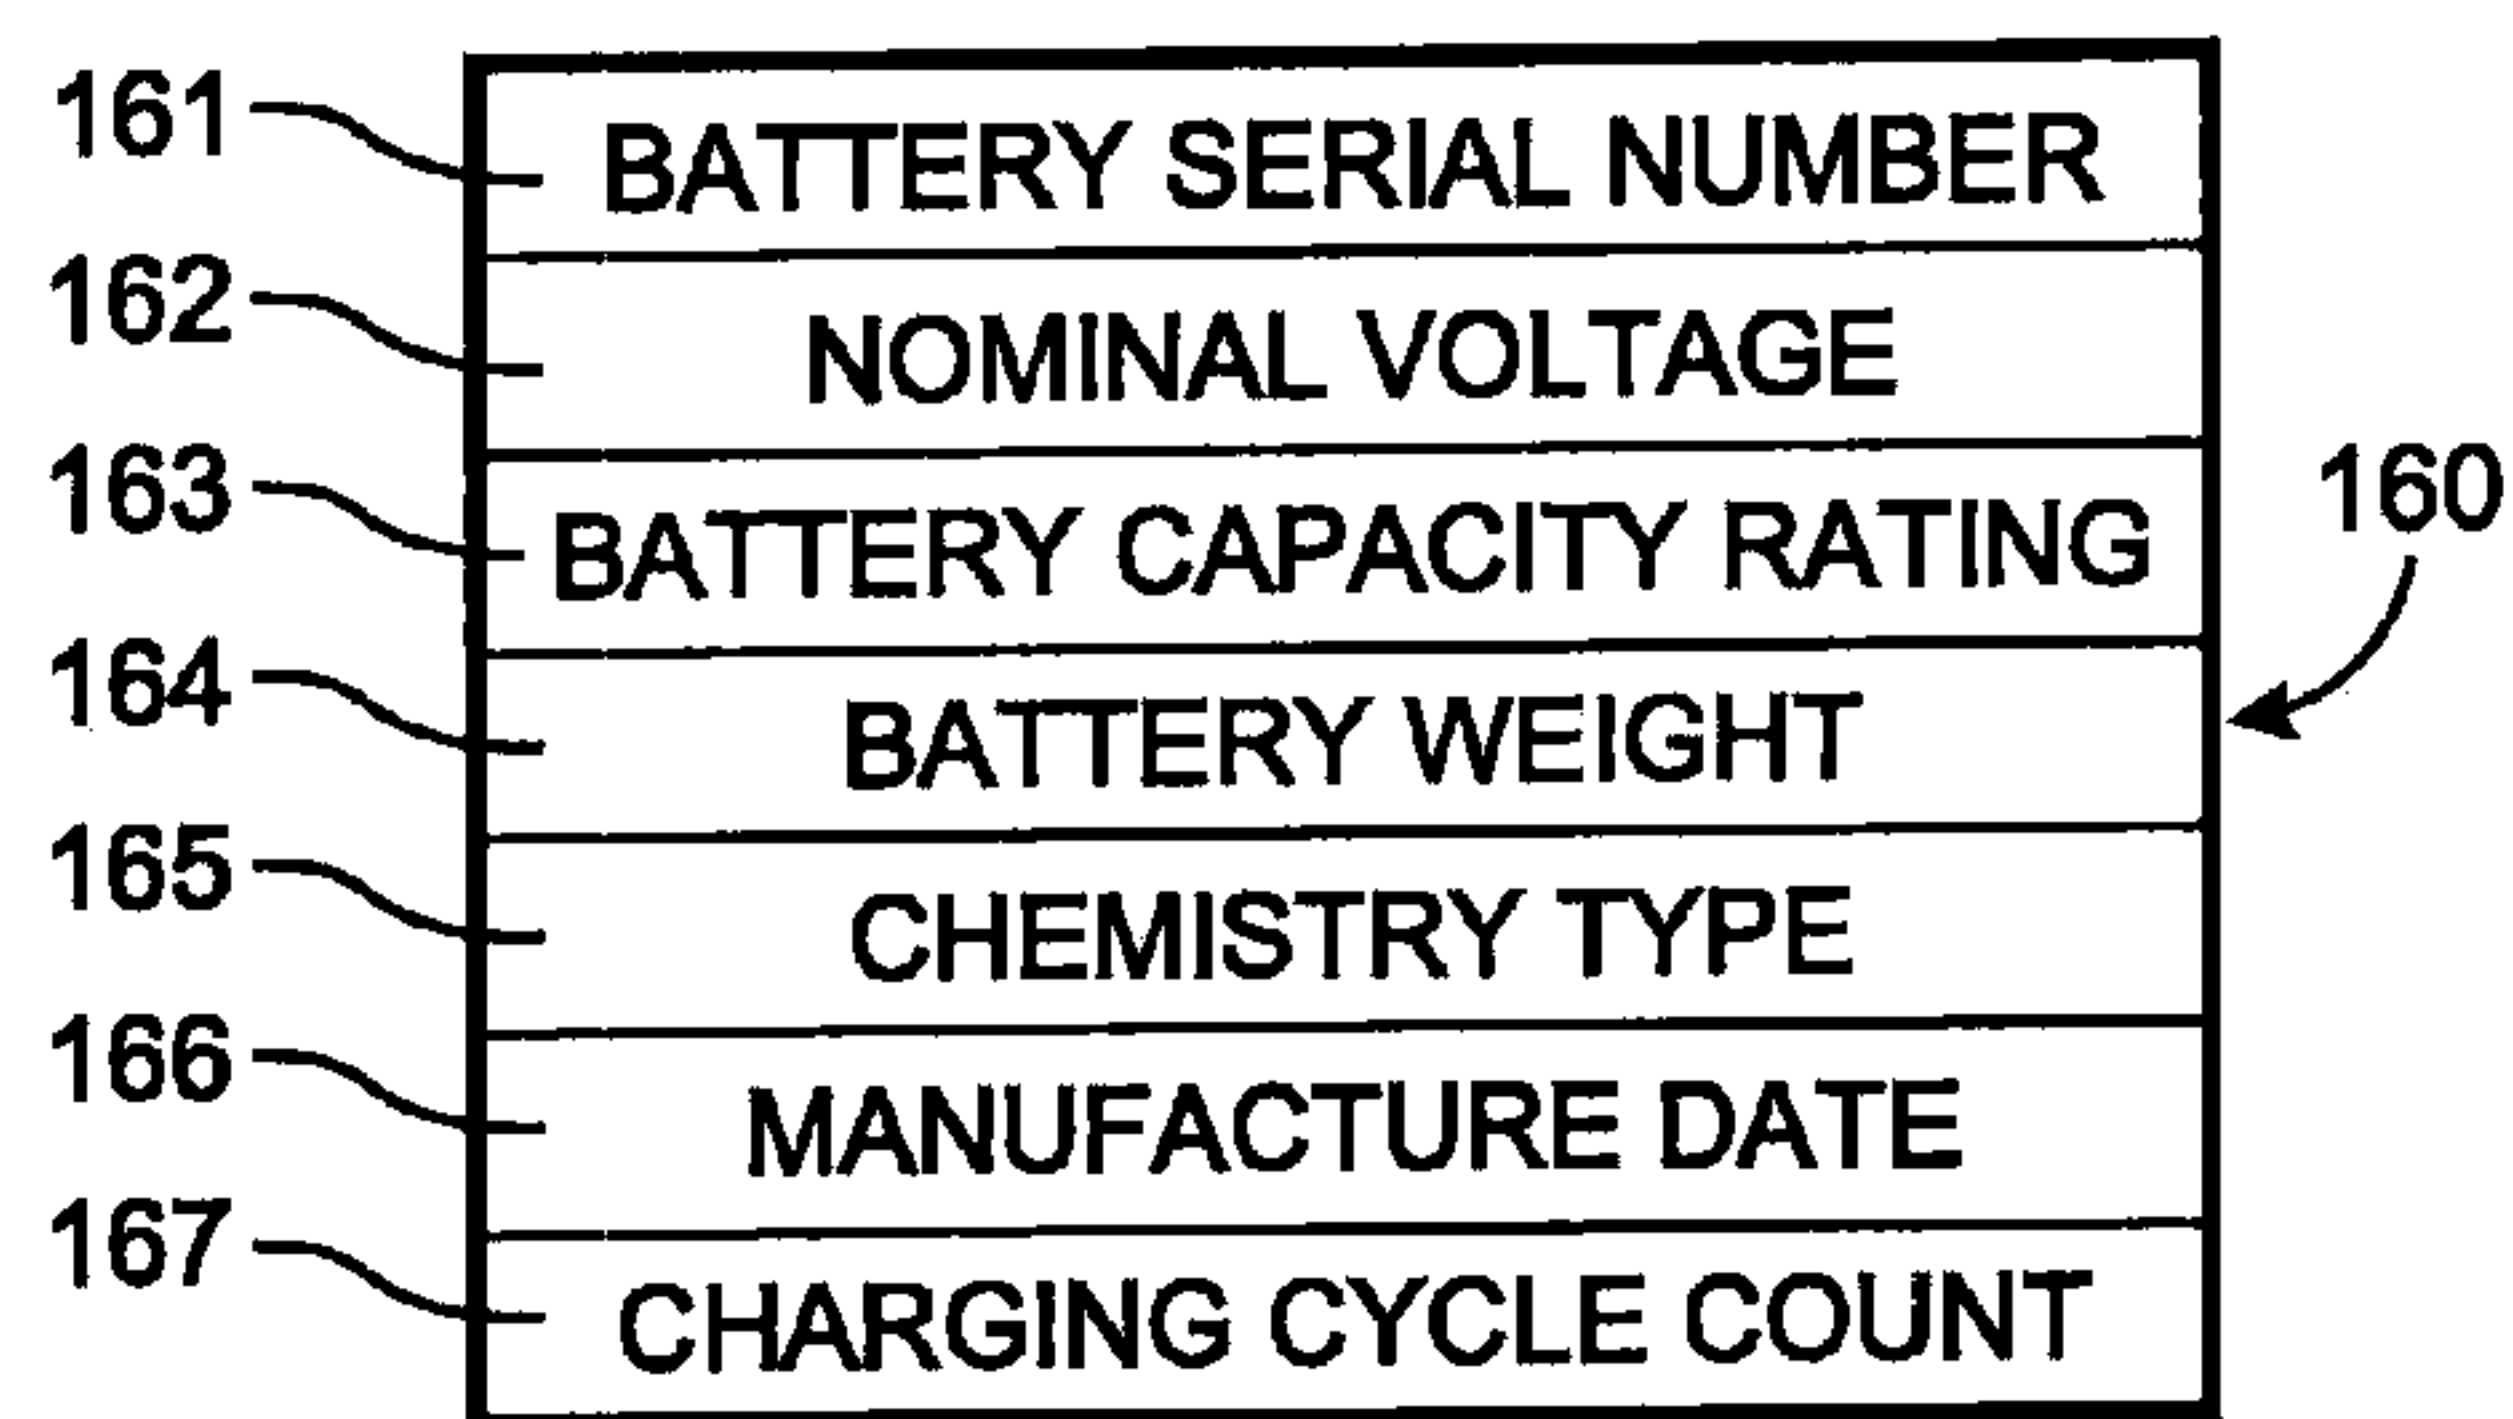 161 BATTERY SERIAL NUMBER
162 NOMINAL VOLTAGE
163 BATTERY CAPACITY RATING
160
164 BATTERY WEIGHT
165 CHEMISTRY TYPE
166 MANUFACTURE DATE
167 CHARGING CYCLE COUNT